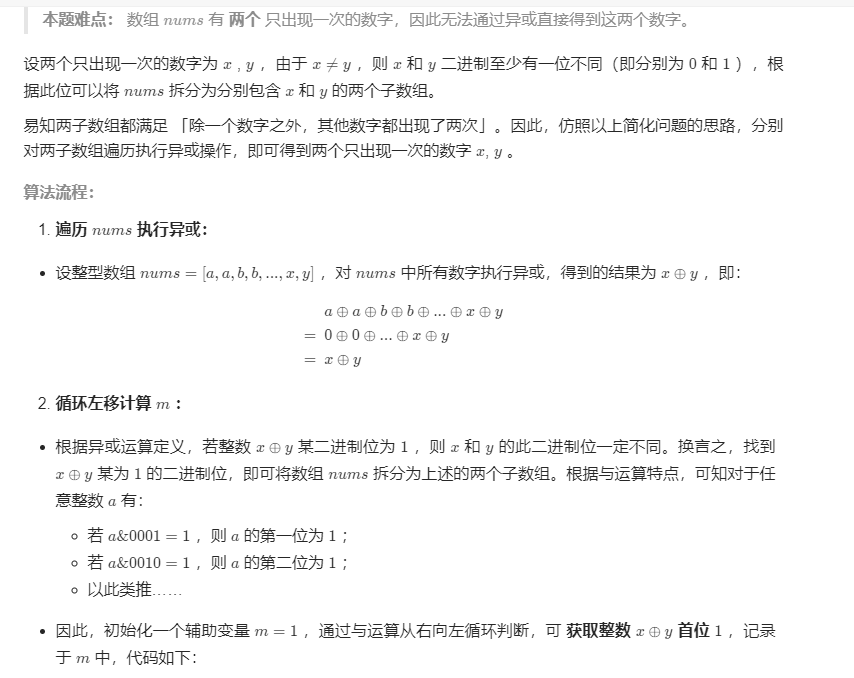 本题难点： 数组 nums 有 两个 只出现一次的数字，因此无法通过异或直接得到这两个数字。
设两个只出现一次的数字为 x , y ，由于 x ≠ y ，则 x 和 y 二进制至少有一位不同（即分别为 0 和 1 ），根
据此位可以将 nums 拆分为分别包含 x 和 y 的两个子数组。
易知两子数组都满足 「除一个数字之外，其他数字都出现了两次」。因此，仿照以上简化问题的思路，分别
对两子数组遍历执行异或操作，即可得到两个只出现一次的数字 x, y 。
算法流程：
1. 遍历 nums 执行异或：
• 设整型数组 nums = [a, a, b, b, ..., x, y] ，对 nums 中所有数字执行异或，得到的结果为 x ⊕ y ，即：
a ⊕ a ⊕ b ⊕ b ⊕ ... ⊕ x ⊕ y
= 0 ⊕ 0 ⊕ ... ⊕ x ⊕ y
= x ⊕ y
2. 循环左移计算 m ：
• 根据异或运算定义，若整数 x ⊕ y 某二进制位为 1 ，则 x 和 y 的此二进制位一定不同。换言之，找到
x ⊕ y 某为 1 的二进制位，即可将数组 nums 拆分为上述的两个子数组。根据与运算特点，可知对于任
意整数 a 有：
◦ 若 a&0001 = 1 ，则 a 的第一位为 1 ；
◦ 若 a&0010 = 1 ，则 a 的第二位为 1 ；
◦ 以此类推……
• 因此，初始化一个辅助变量 m = 1 ，通过与运算从右向左循环判断，可 获取整数 x ⊕ y 首位 1 ，记录
于 m 中，代码如下：